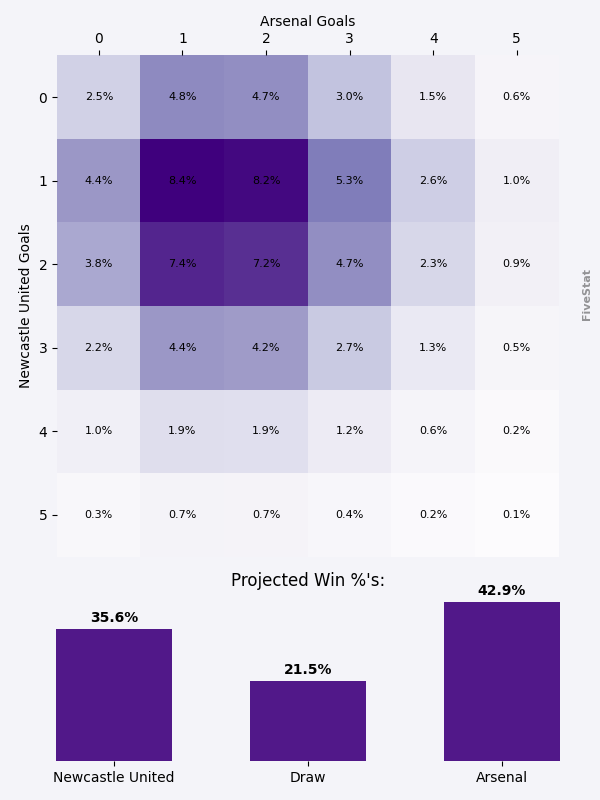 Arsenal Goals
0 1 2 3 4 5
0 2.5% 4.8% 4.7% 3.0% 1.5% 0.6%
1 4.4% 8.4% 8.2% 5.3% 2.6% 1.0%
2 3.8% 7.4% 7.2% 4.7% 2.3% 0.9%
3 2.2% 4.4% 4.2% 2.7% 1.3% 0.5%
4 1.0% 1.9% 1.9% 1.2% 0.6% 0.2%
5 0.3% 0.7% 0.7% 0.4% 0.2% 0.1%
Newcastle United Goals
FiveStat
Projected Win %'s:
35.6% 21.5% 42.9%
Newcastle United Draw Arsenal